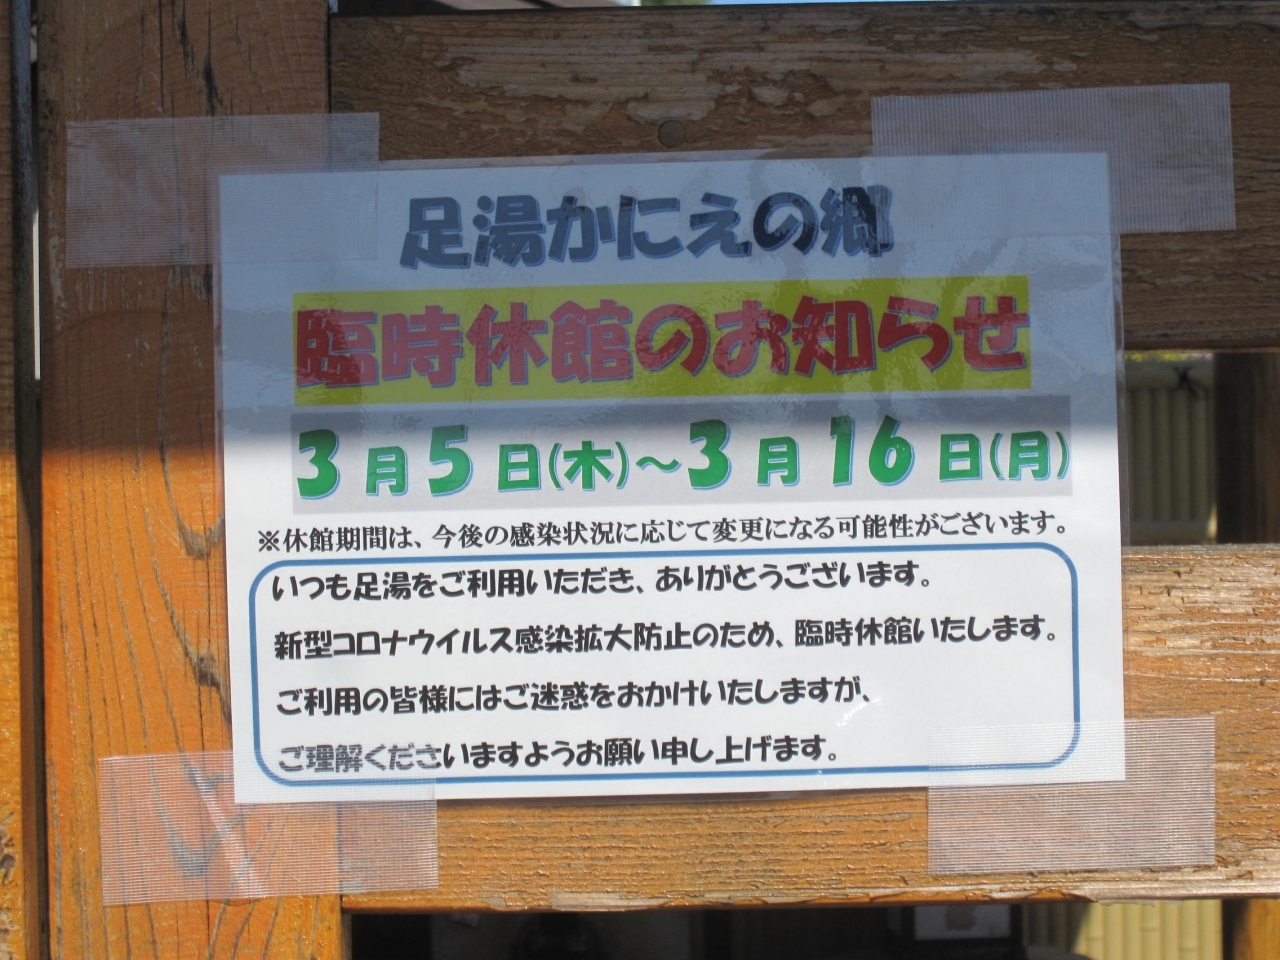 足湯かにえの郷
臨時休館のお知らせ
3月5日(木)～3月16日(月)
※休館期間は、今後の感染状況に応じて変更になる可能性がございます。
いつも足湯をご利用いただき、ありがとうございます。
新型コロナウイルス感染拡大防止のため、臨時休館いたします。
ご利用の皆様にはご迷惑をおかけいたしますが、
ご理解くださいますようお願い申し上げます。